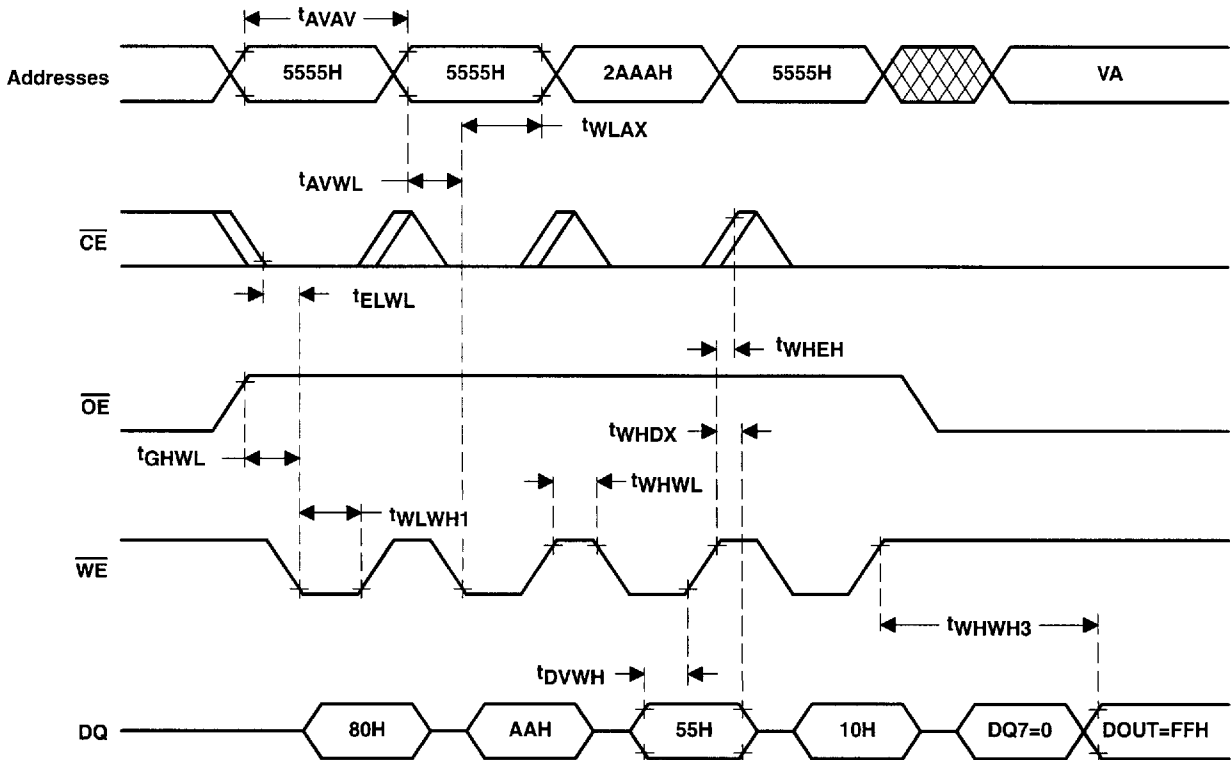 tAVAV
Addresses 5555H 5555H 2AAAH 5555H VA
tWLAX
tAVWL
CE
tELWL
tWHEH
OE
tWHDX
tGHWL
tWHWL
tWLWH1
WE
tWHWH3
tDVWH
DQ 80H AAH 55H 10H DQ7=0 DOUT=FFH